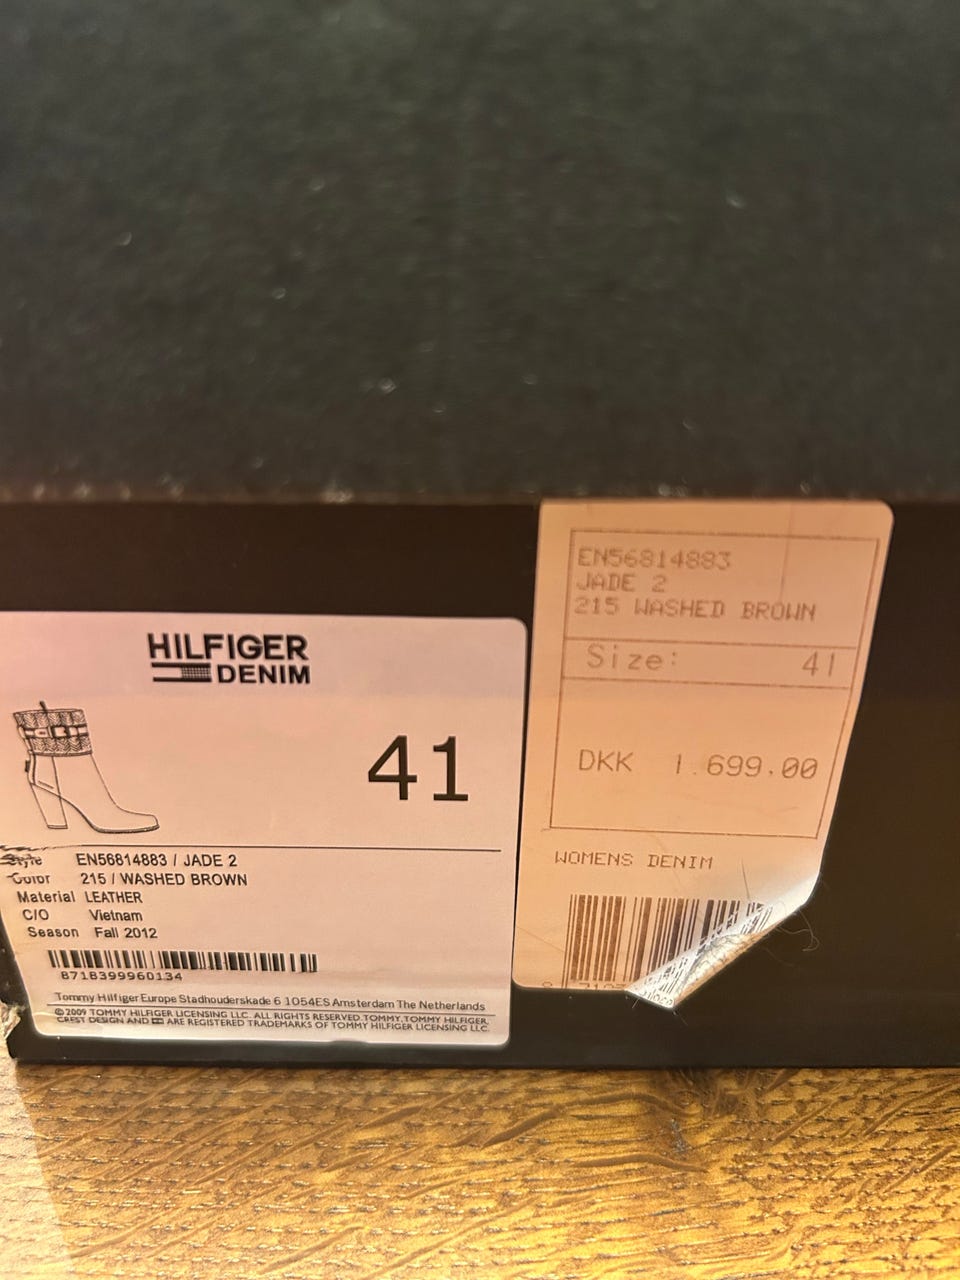 HILFIGER
DENIM
41
Style EN56814883 / JADE 2
Color 215 / WASHED BROWN
Material LEATHER
C/O Vietnam
Season Fall 2012
8718399960134
Tommy Hilfiger Europe Stadhouderskade 6 1054ES Amsterdam The Netherlands
© 2009 TOMMY HILFIGER LICENSING LLC. ALL RIGHTS RESERVED. TOMMY, TOMMY HILFIGER,
CREST DESIGN AND ARE REGISTERED TRADEMARKS OF TOMMY HILFIGER LICENSING LLC.
EN56814883
JADE 2
215 WASHED BROWN
Size: 41
DKK 1.699,00
WOMENS DENIM